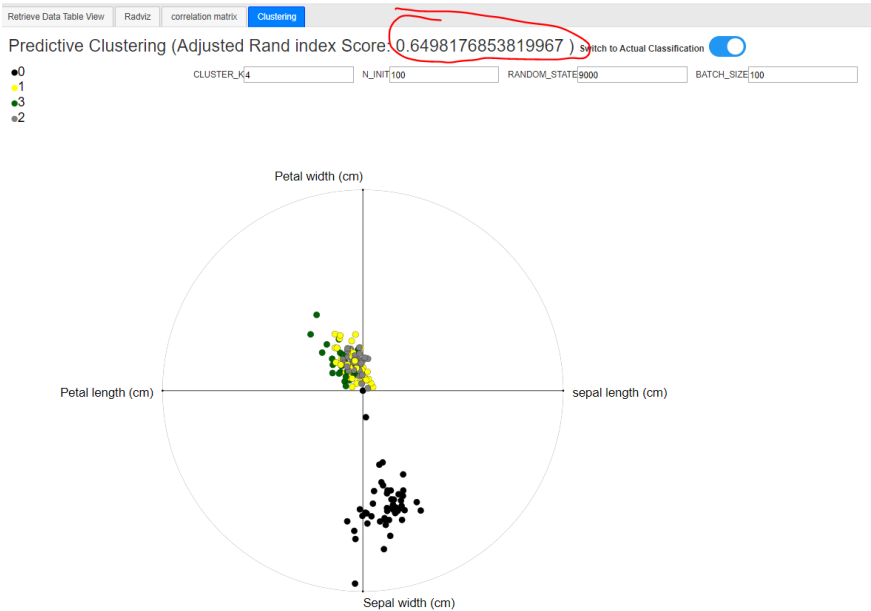 Retrieve Data Table View Radviz correlation matrix Clustering
Predictive Clustering (Adjusted Rand index Score: 0.6498176853819967 ) Switch to Actual Classification
0
CLUSTER_K 4 N_INIT 100 RANDOM_STATE 9000 BATCH_SIZE 100
1
3
2
Petal width (cm)
Petal length (cm) sepal length (cm)
Sepal width (cm)